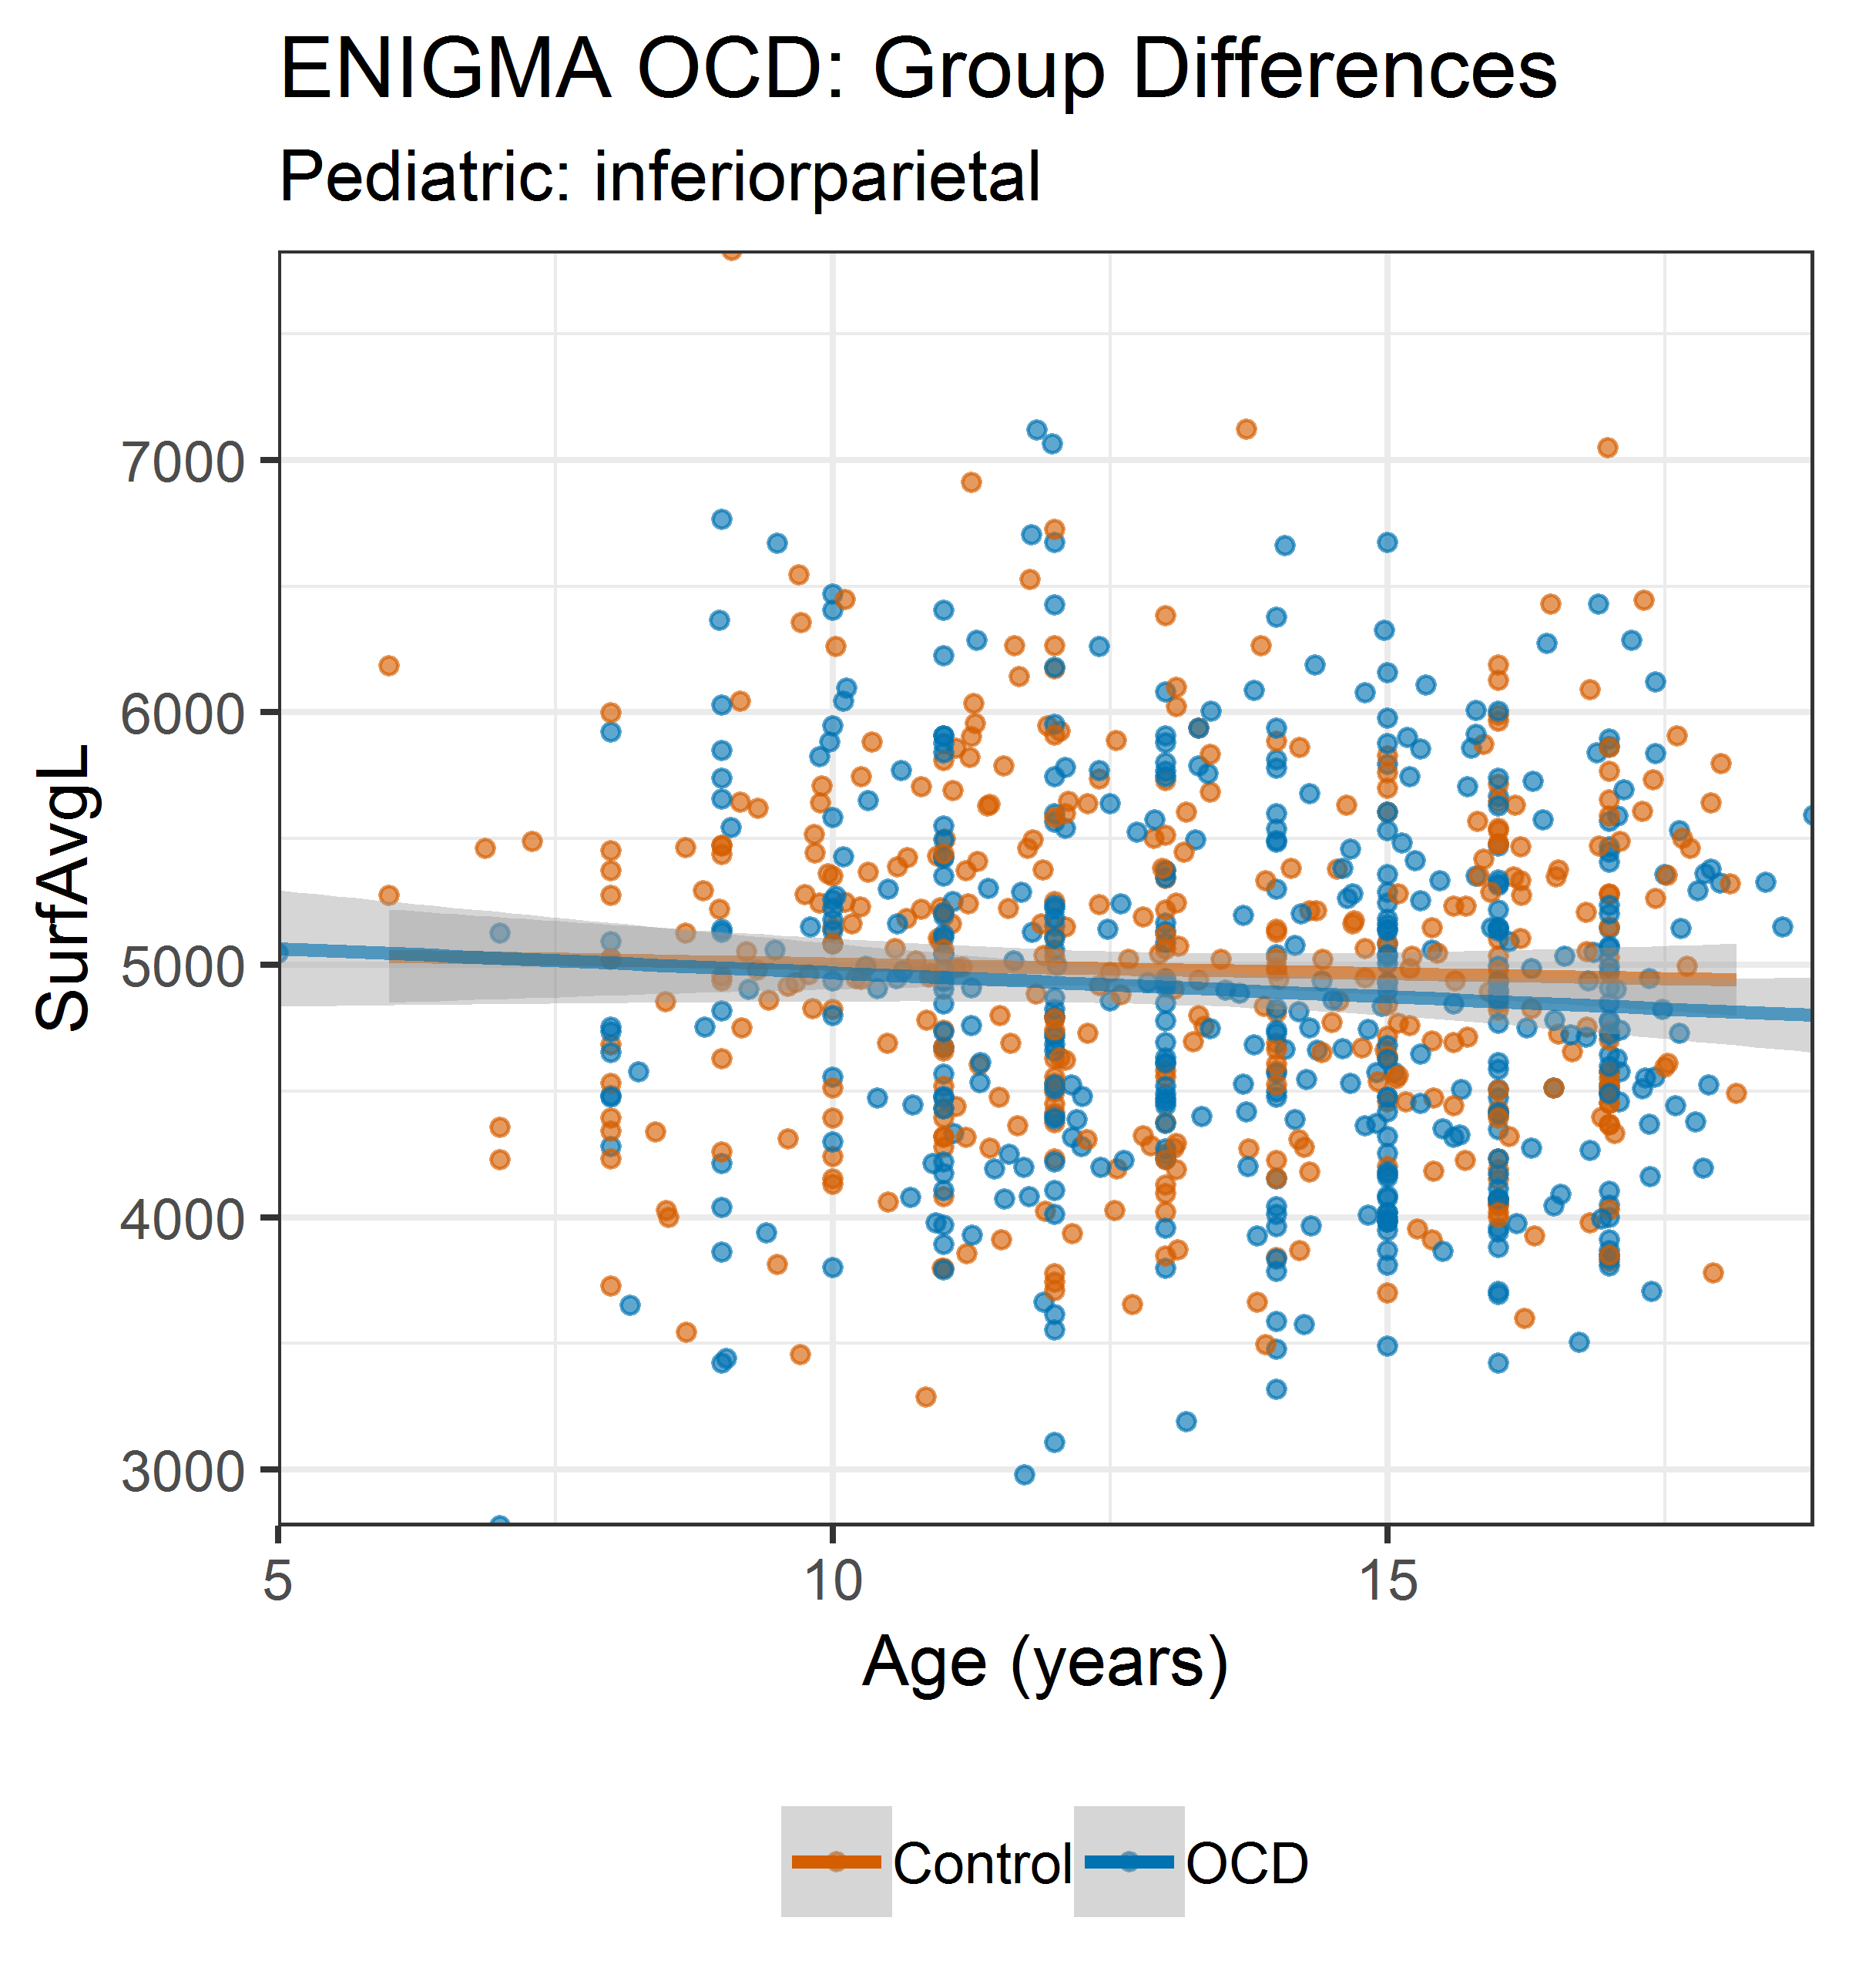 ENIGMA OCD: Group Differences
Pediatric: inferiorparietal
SurfAvgL
7000
6000
5000
4000
3000
5 10 15
Age (years)
Control OCD